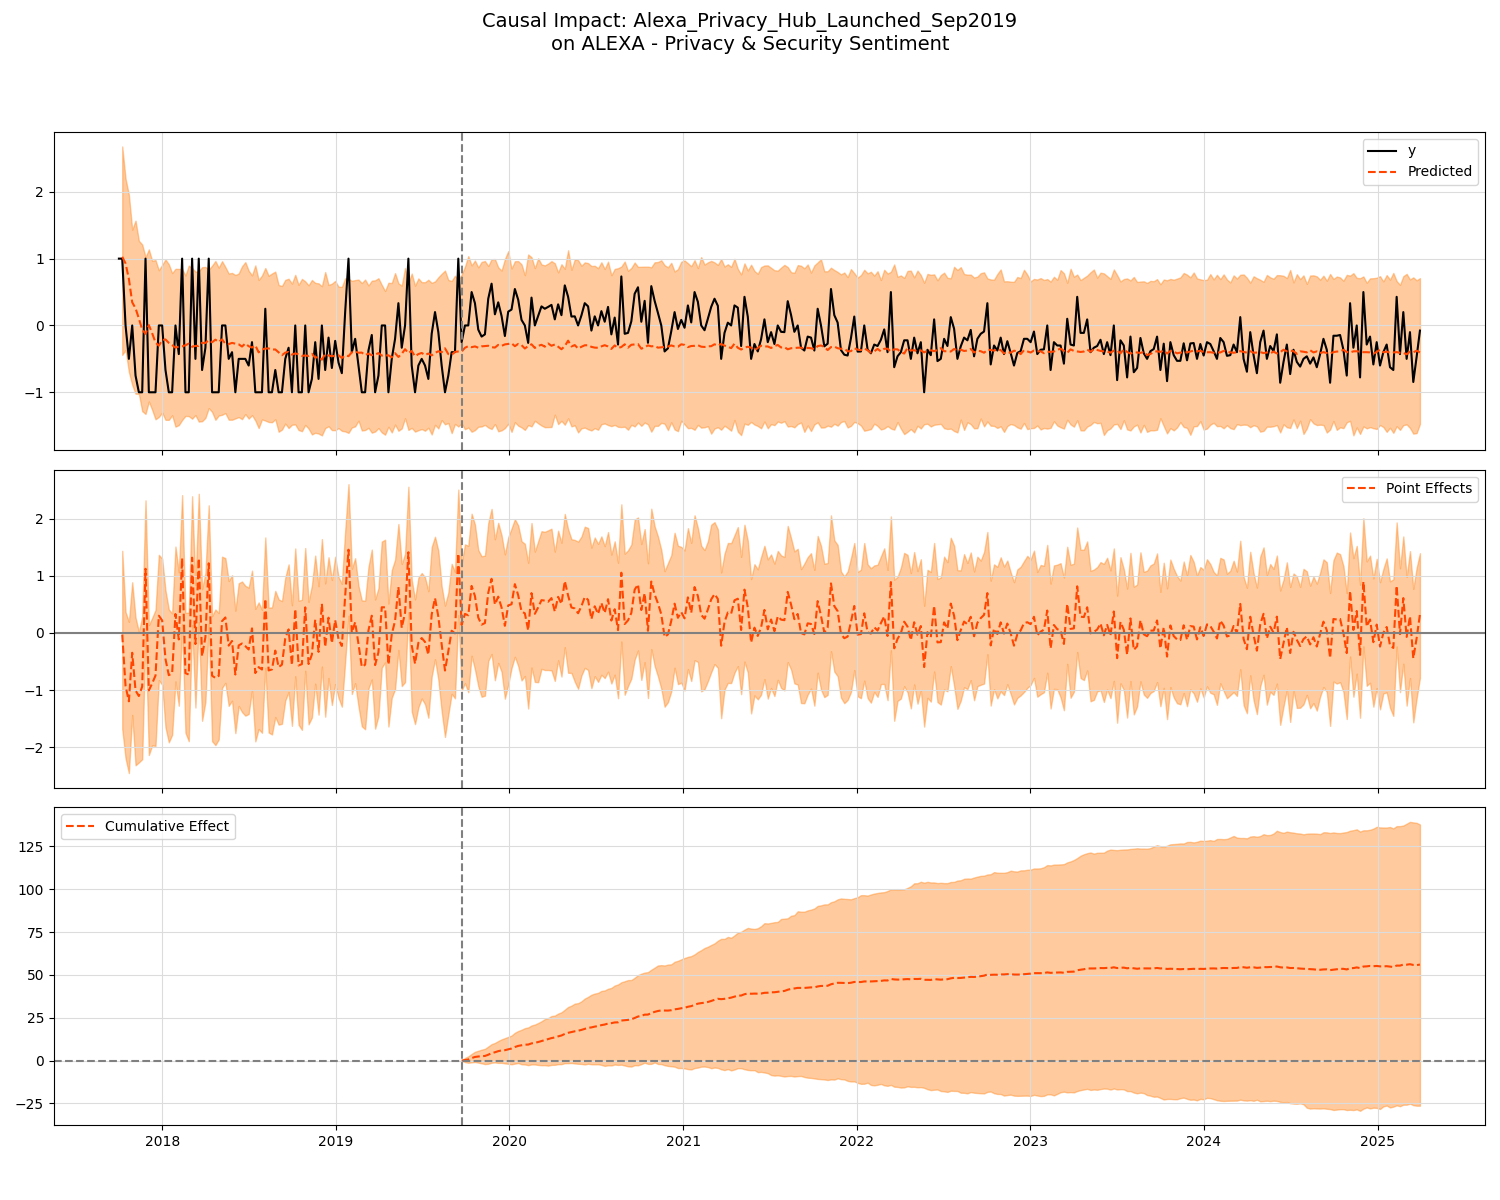 Causal Impact: Alexa_Privacy_Hub_Launched_Sep2019
on ALEXA - Privacy & Security Sentiment
y
Predicted
2
1
0
−1
Point Effects
2
1
0
−1
−2
Cumulative Effect
125
100
75
50
25
0
−25
2018 2019 2020 2021 2022 2023 2024 2025